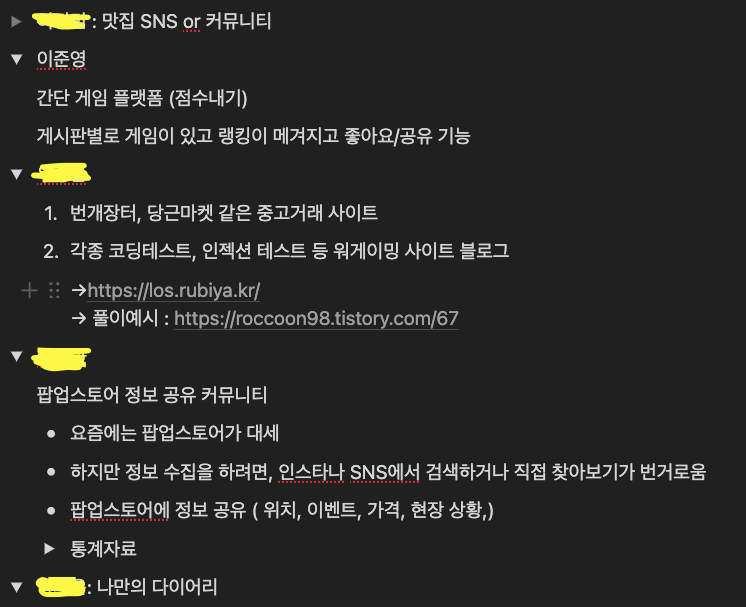 : 맛집 SNS or 커뮤니티
이준영
간단 게임 플랫폼 (점수내기)
게시판별로 게임이 있고 랭킹이 메겨지고 좋아요/공유 기능
1. 번개장터, 당근마켓 같은 중고거래 사이트
2. 각종 코딩테스트, 인젝션 테스트 등 워게이밍 사이트 블로그
→https://los.rubiya.kr/
→ 풀이예시 : https://roccoon98.tistory.com/67
팝업스토어 정보 공유 커뮤니티
• 요즘에는 팝업스토어가 대세
• 하지만 정보 수집을 하려면, 인스타나 SNS에서 검색하거나 직접 찾아보기가 번거로움
• 팝업스토어에 정보 공유 ( 위치, 이벤트, 가격, 현장 상황,)
통계자료
: 나만의 다이어리